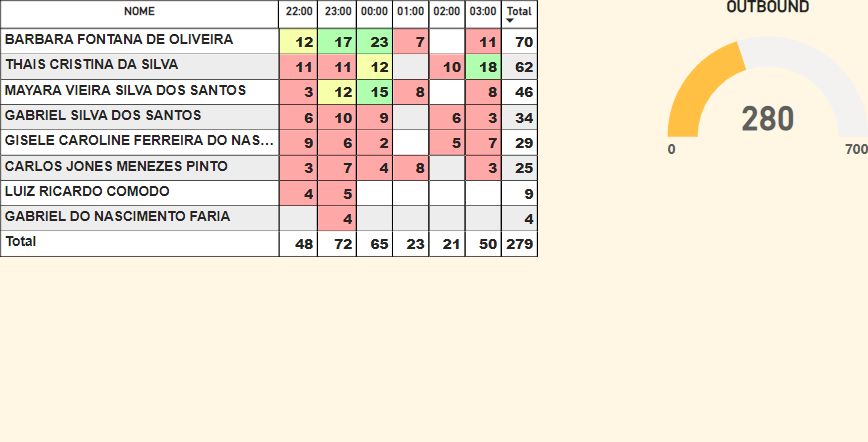 NOME 22:00 23:00 00:00 01:00 02:00 03:00 Total
BARBARA FONTANA DE OLIVEIRA 12 17 23 7 11 70
THAIS CRISTINA DA SILVA 11 11 12 10 18 62
MAYARA VIEIRA SILVA DOS SANTOS 3 12 15 8 8 46
GABRIEL SILVA DOS SANTOS 6 10 9 6 3 34
GISELE CAROLINE FERREIRA DO NAS... 9 6 2 5 7 29
CARLOS JONES MENEZES PINTO 3 7 4 8 3 25
LUIZ RICARDO COMODO 4 5 9
GABRIEL DO NASCIMENTO FARIA 4 4
Total 48 72 65 23 21 50 279
OUTBOUND
280
0 700